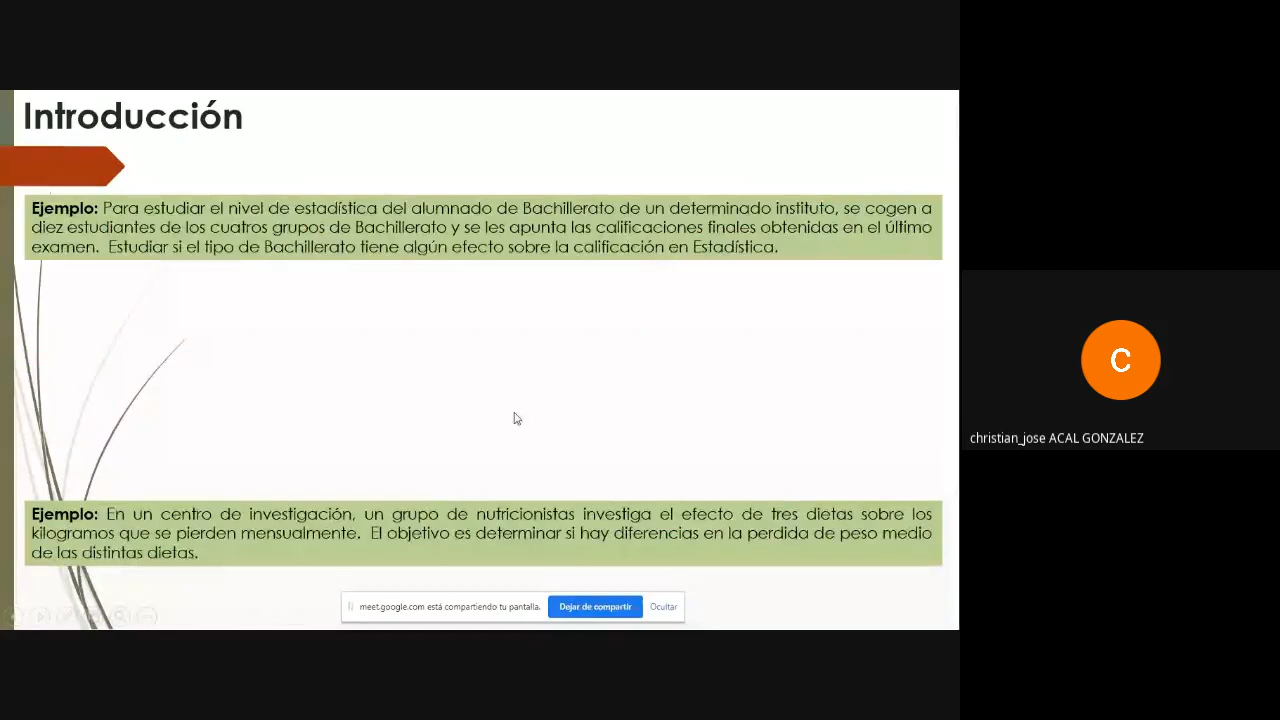 Introducción
Ejemplo: Para estudiar el nivel de estadística del alumnado de Bachillerato de un determinado instituto, se cogen a
diez estudiantes de los cuatros grupos de Bachillerato y se les apunta las calificaciones finales obtenidas en el último
examen. Estudiar si el tipo de Bachillerato tiene algún efecto sobre la calificación en Estadística.
C
christian_jose ACAL GONZALEZ
Ejemplo: En un centro de investigación, un grupo de nutricionistas investiga el efecto de tres dietas sobre los
kilogramos que se pierden mensualmente. El objetivo es determinar si hay diferencias en la perdida de peso medio
de las distintas dietas.
meet.google.com está compartiendo tu pantalla. Dejar de compartir Ocultar